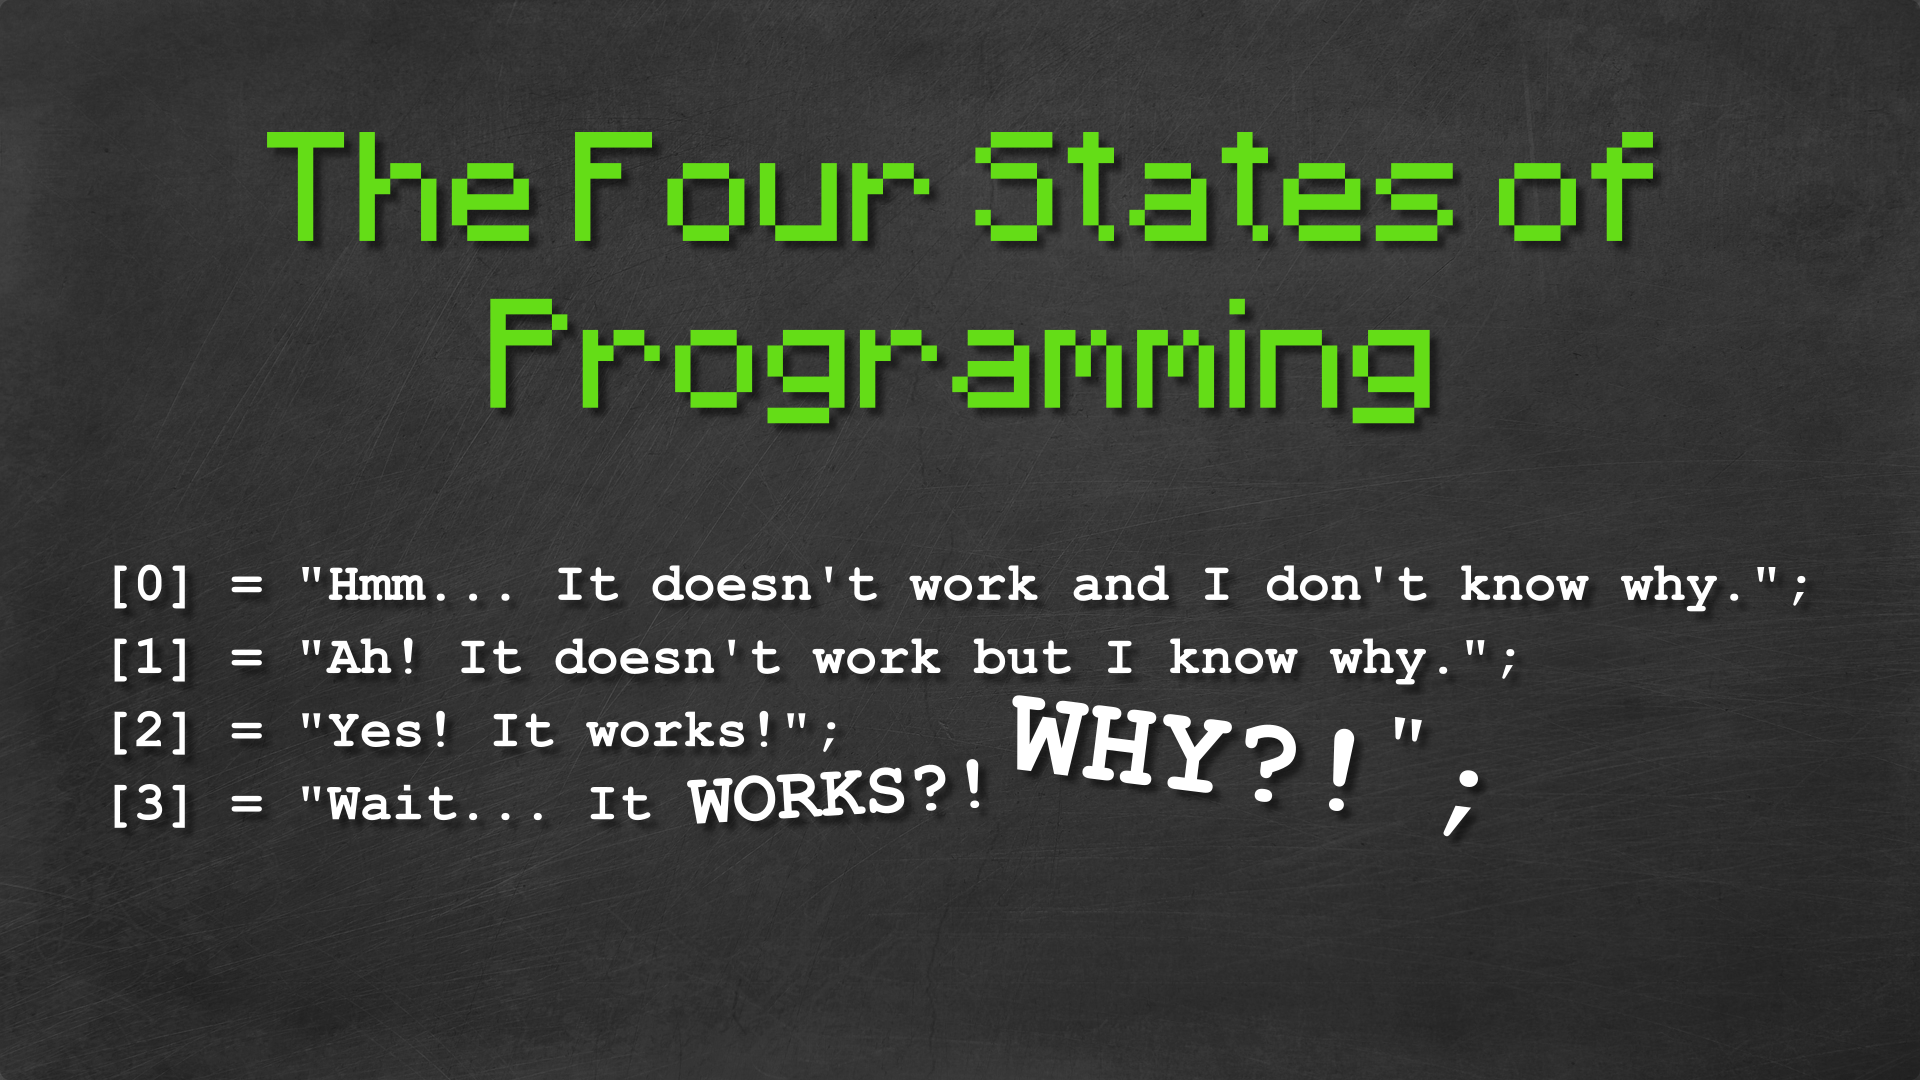 The Four States of
Programming
[0] = "Hmm... It doesn't work and I don't know why.";
[1] = "Ah! It doesn't work but I know why.";
[2] = "Yes! It works!";
[3] = "Wait... It WORKS?! WHY?!";